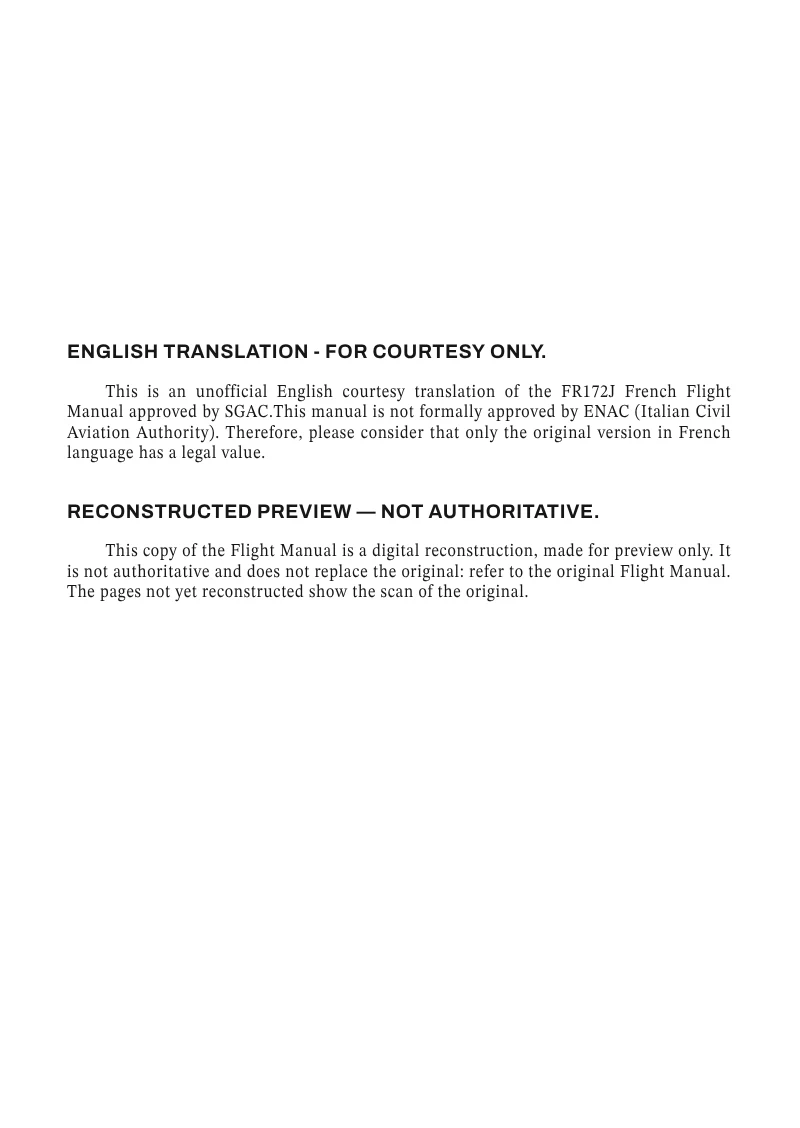 ENGLISH TRANSLATION - FOR COURTESY ONLY.
This is an unofficial English courtesy translation of the FR172J French Flight
Manual approved by SGAC.This manual is not formally approved by ENAC (Italian Civil
Aviation Authority). Therefore, please consider that only the original version in French
language has a legal value.
RECONSTRUCTED PREVIEW — NOT AUTHORITATIVE.
This copy of the Flight Manual is a digital reconstruction, made for preview only. It
is not authoritative and does not replace the original: refer to the original Flight Manual.
The pages not yet reconstructed show the scan of the original.